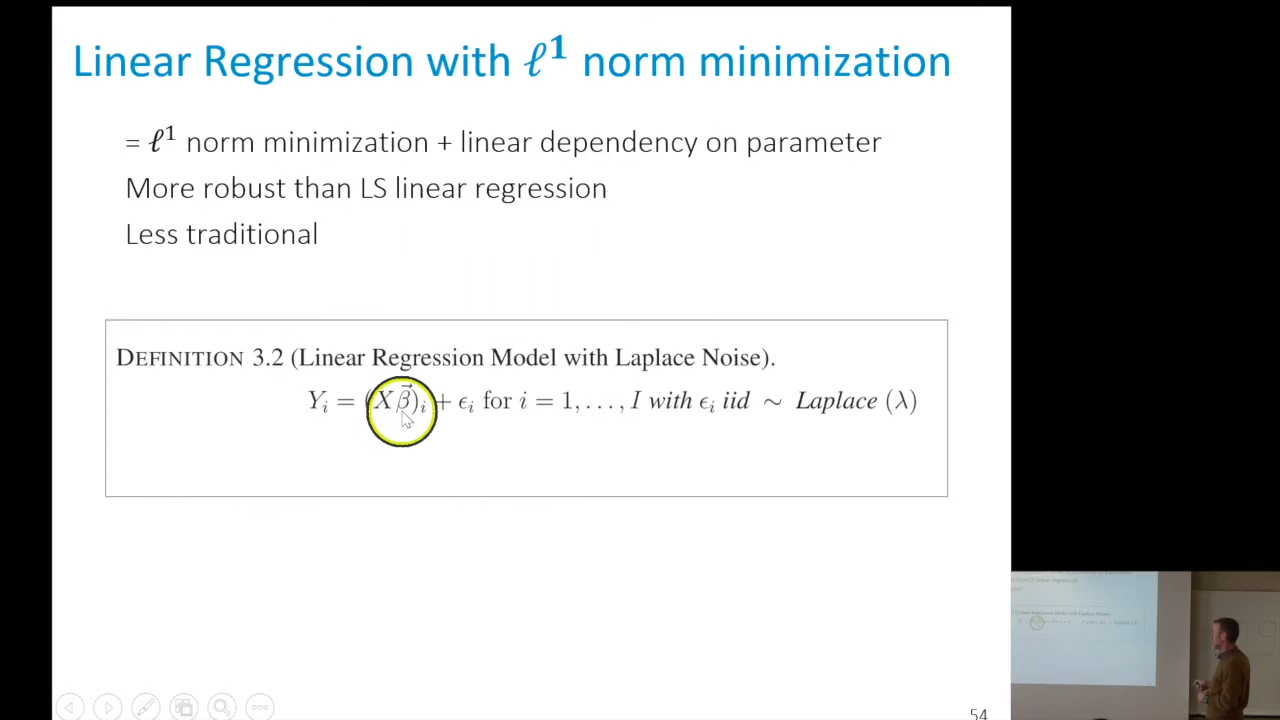 Linear Regression with ℓ¹ norm minimization
= ℓ¹ norm minimization + linear dependency on parameter
More robust than LS linear regression
Less traditional
DEFINITION 3.2 (Linear Regression Model with Laplace Noise).
Yᵢ = (Xβ⃗)ᵢ + ϵᵢ for i = 1, . . . , I with ϵᵢ iid ∼ Laplace (λ)
54